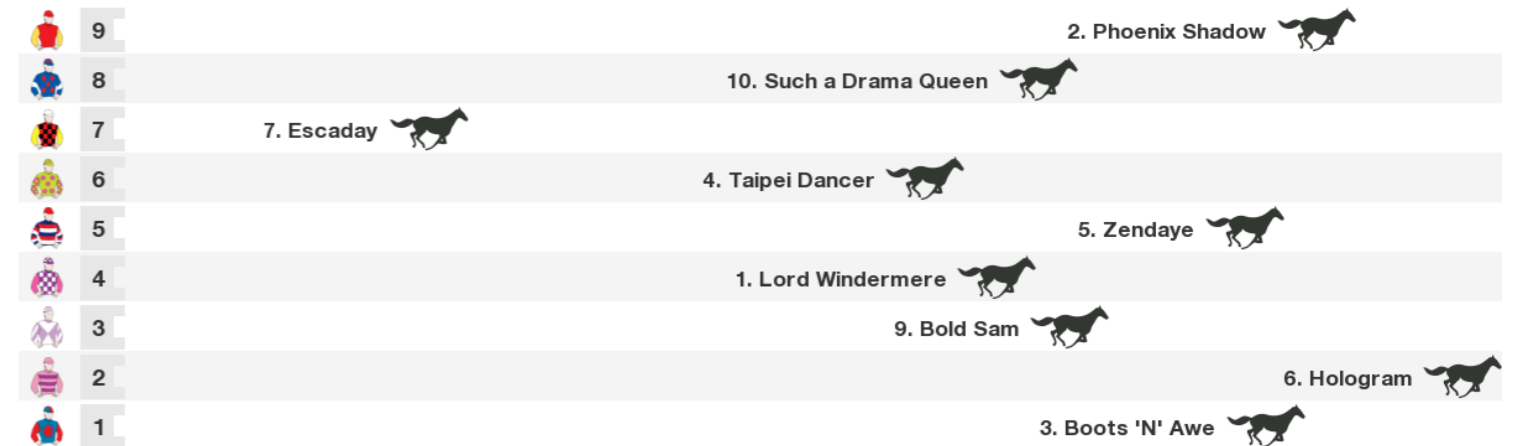 9 2. Phoenix Shadow
8 10. Such a Drama Queen
7 7. Escaday
6 4. Taipei Dancer
5 5. Zendaye
4 1. Lord Windermere
3 9. Bold Sam
2 6. Hologram
1 3. Boots 'N' Awe